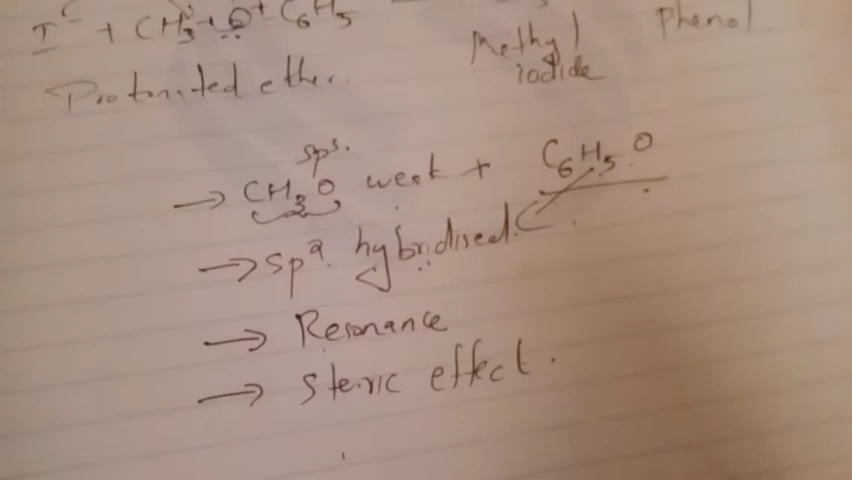 I⁻ + CH₃ + O⁺ – C₆H₅
Methyl iodide
Phenol
Protonated ether.
sp³.
→ CH₃O weak + C₆H₅O
→ sp² hybridised.
→ Resonance
→ Steric effect.